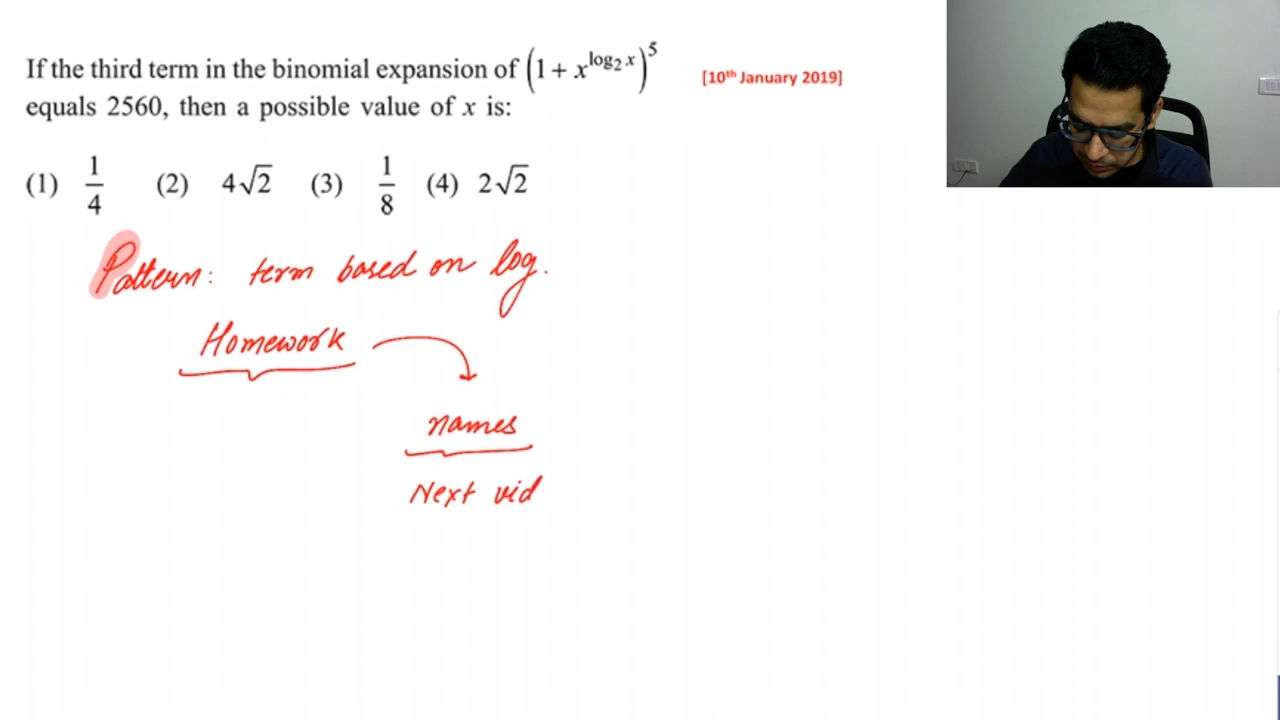 If the third term in the binomial expansion of (1 + x^{log₂ x})⁵ [10th January 2019]
equals 2560, then a possible value of x is:
(1) 1/4 (2) 4√2 (3) 1/8 (4) 2√2
Pattern: term based on log.
Homework
names
Next vid